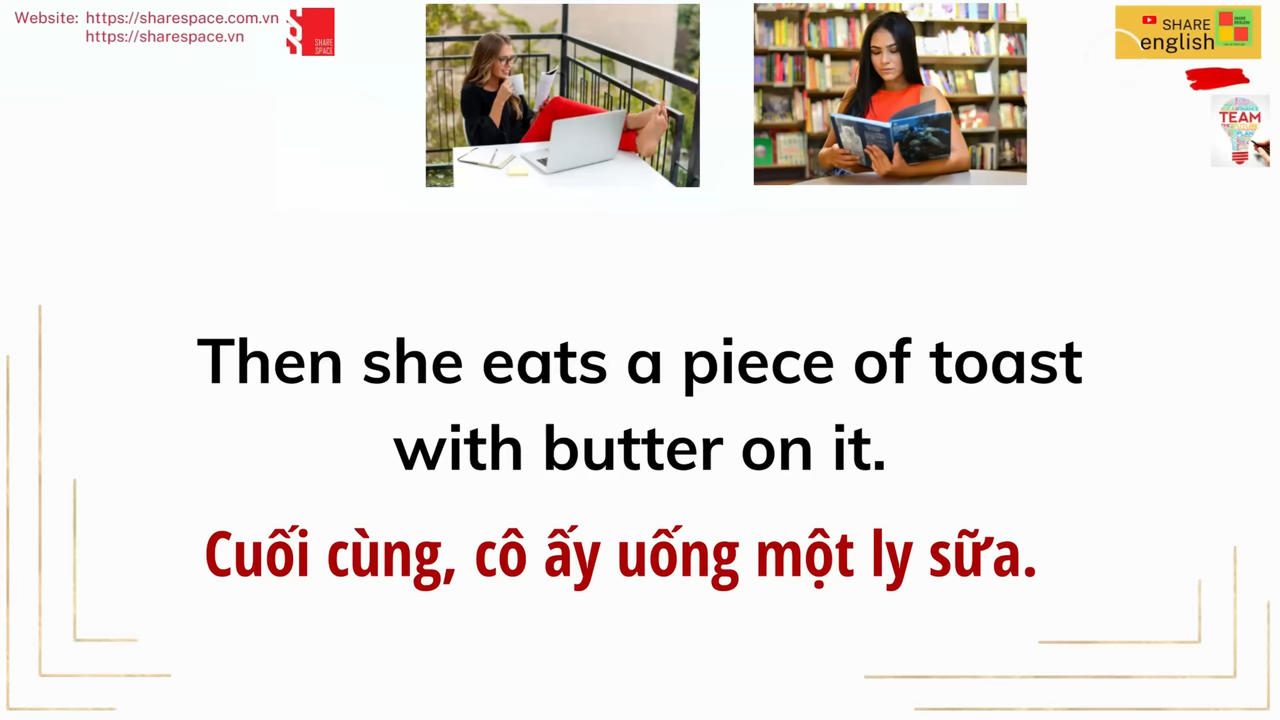 Website: https://sharespace.com.vn
https://sharespace.vn
SHARE
SPACE
SHARE
english
TEAM
PLAN
Then she eats a piece of toast
with butter on it.
Cuối cùng, cô ấy uống một ly sữa.